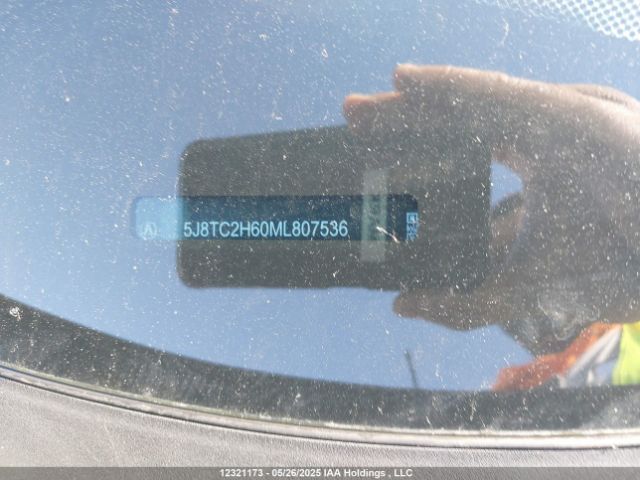 5J8TC2H60ML807536
12321173 - 05/26/2025 IAA Holdings , LLC